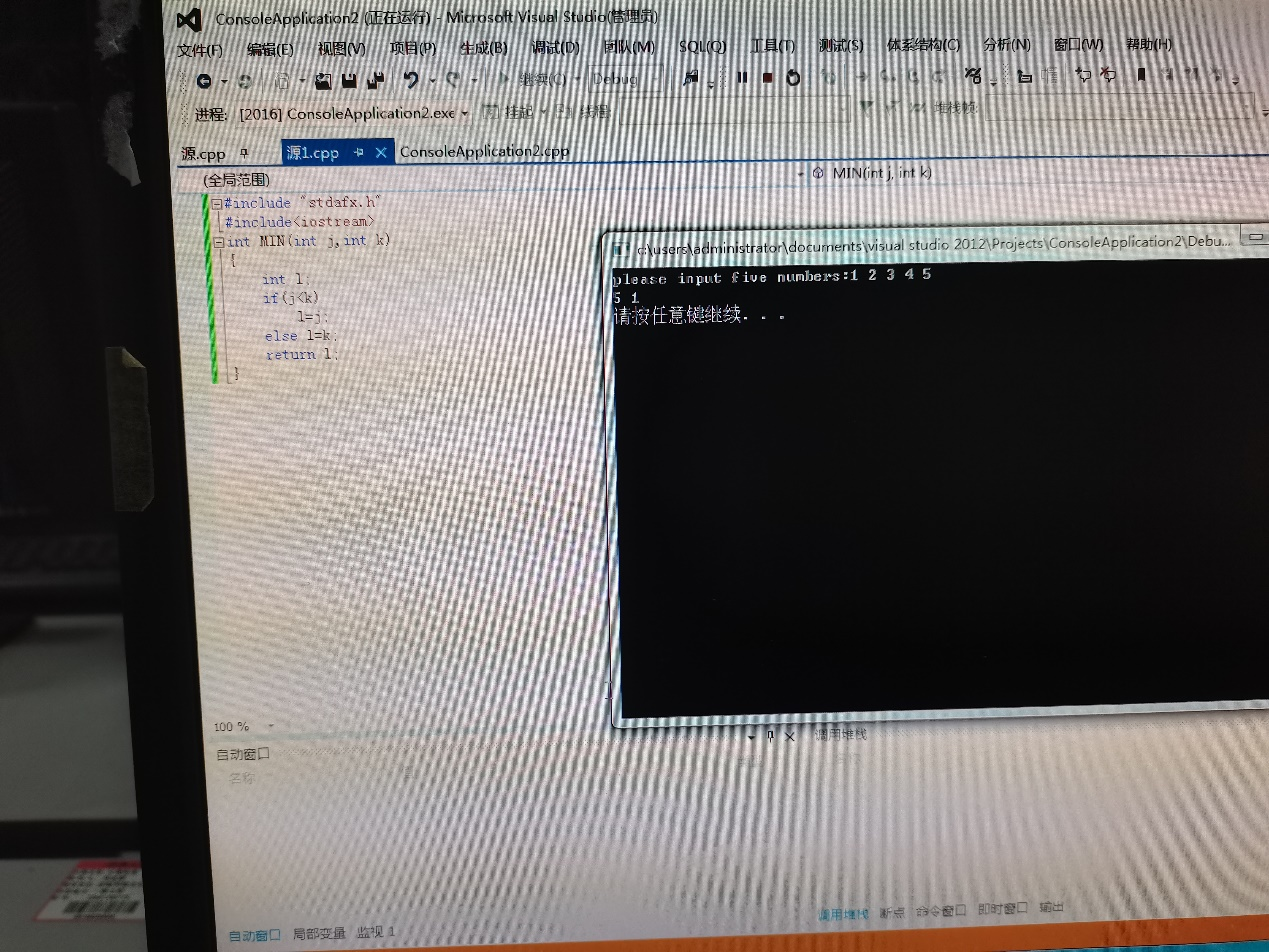 ConsoleApplication2 (正在运行) - Microsoft Visual Studio(管理员)
文件(F) 编辑(E) 视图(V) 项目(P) 生成(B) 调试(D) 团队(M) SQL(Q) 工具(T) 测试(S) 体系结构(C) 分析(N) 窗口(W) 帮助(H)
继续(C) Debug
进程: [2016] ConsoleApplication2.exe 挂起 线程: 堆栈帧:
源.cpp 源1.cpp ConsoleApplication2.cpp
(全局范围) MIN(int j, int k)
#include "stdafx.h"
#include<iostream>
int MIN(int j,int k)
{
int l;
if(j<k)
l=j;
else l=k;
return l;
}
c:\users\administrator\documents\visual studio 2012\Projects\ConsoleApplication2\Debu...
please input five numbers:1 2 3 4 5
5 1
请按任意键继续. . .
100 %
自动窗口 调用堆栈
名称 值
自动窗口 局部变量 监视 1
调用堆栈 断点 命令窗口 即时窗口 输出